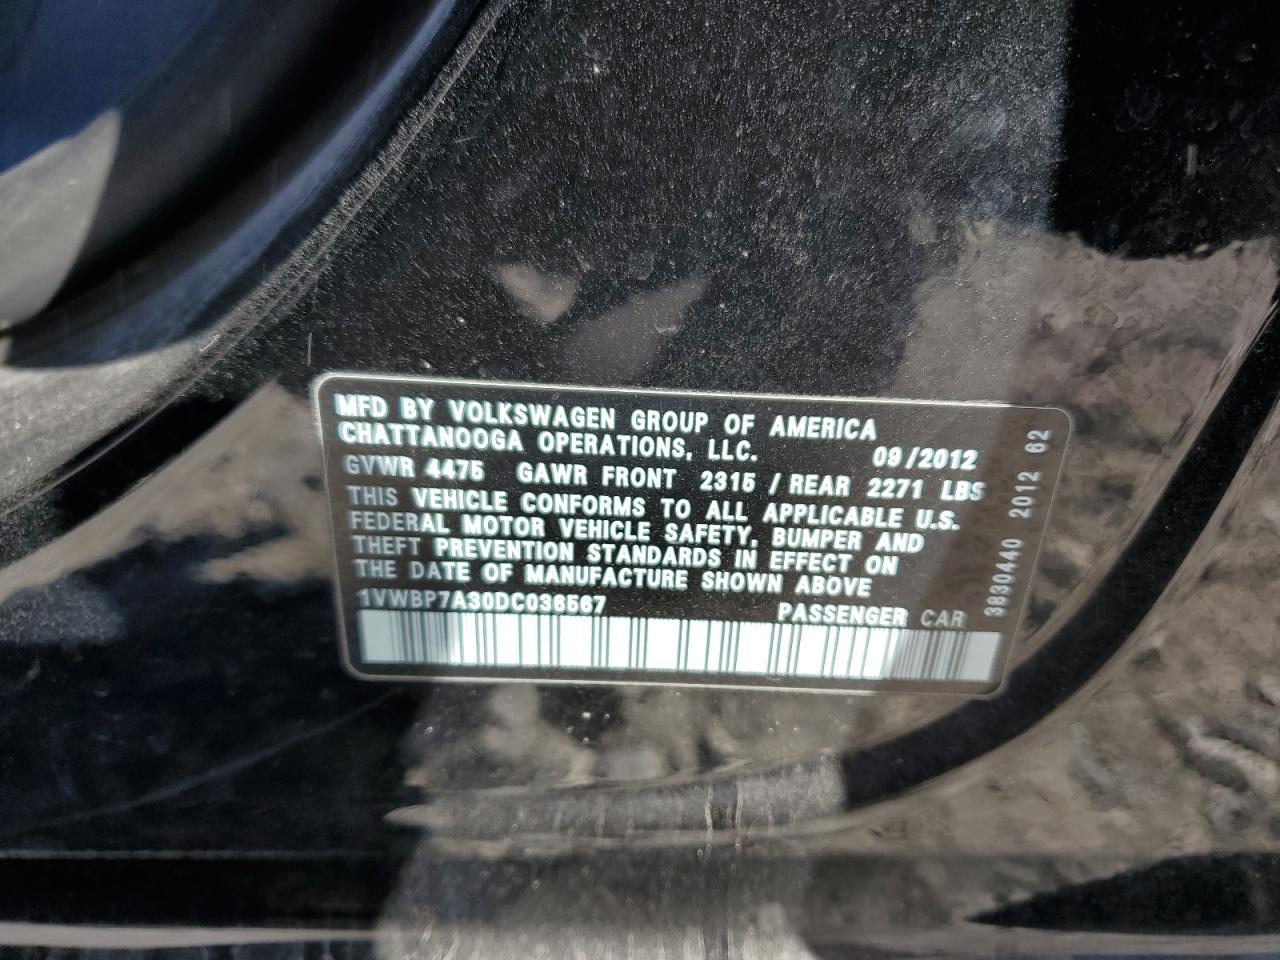 MFD BY VOLKSWAGEN GROUP OF AMERICA
CHATTANOOGA OPERATIONS, LLC. 09/2012
GVWR 4475 GAWR FRONT 2315 / REAR 2271 LBS
THIS VEHICLE CONFORMS TO ALL APPLICABLE U.S.
FEDERAL MOTOR VEHICLE SAFETY, BUMPER AND
THEFT PREVENTION STANDARDS IN EFFECT ON
THE DATE OF MANUFACTURE SHOWN ABOVE
1VWBP7A30DC036567 PASSENGER CAR
3830440 2012 62